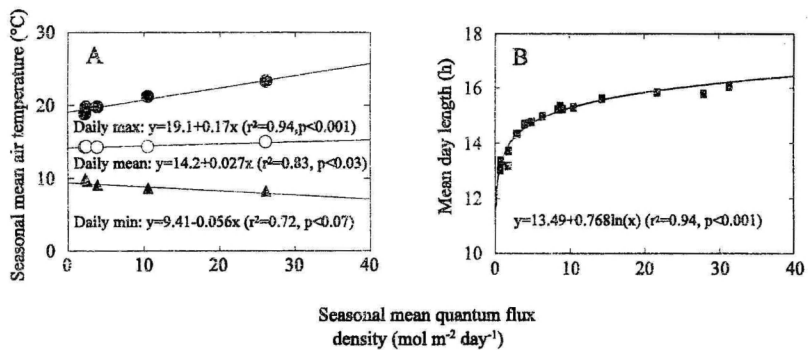 Seasonal mean air temperature (°C)
30
20
10
0
A
Daily max: y=19.1+0.17x (r²=0.94,p<0.001)
Daily mean: y=14.2+0.027x (r²=0.83, p<0.03)
Daily min: y=9.41-0.056x (r²=0.72, p<0.07)
0 10 20 30 40
Mean day length (h)
18
16
14
12
10
B
y=13.49+0.768ln(x) (r²=0.94, p<0.001)
0 10 20 30 40
Seasonal mean quantum flux
density (mol m⁻² day⁻¹)